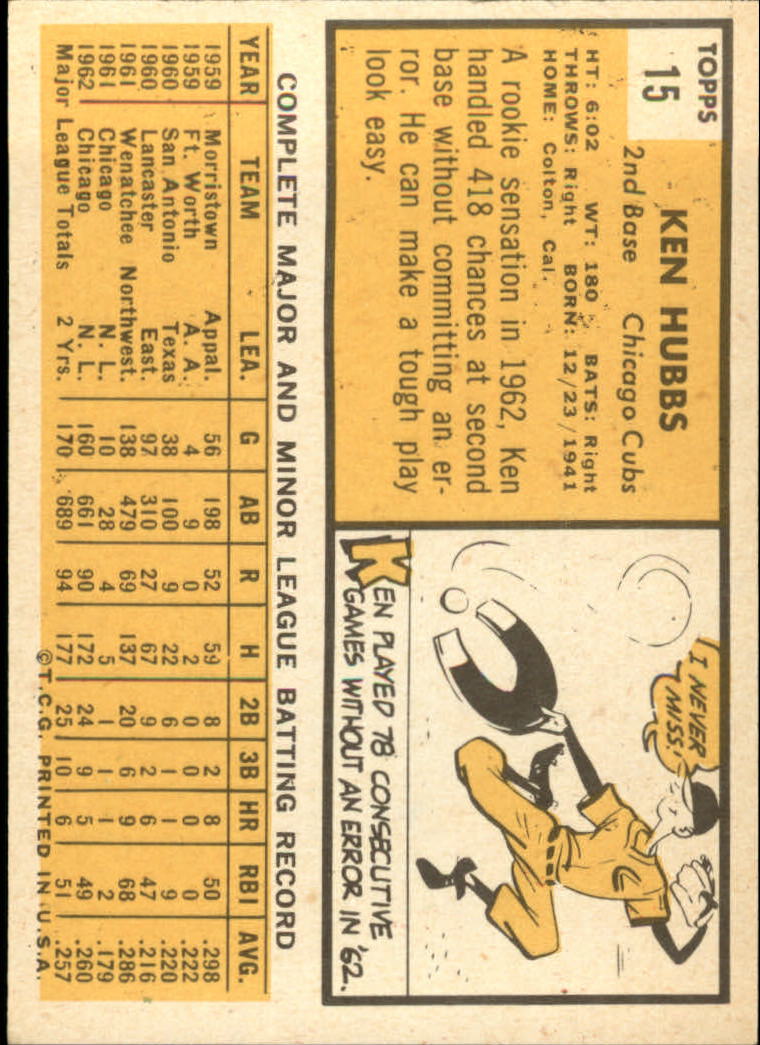 TOPPS
15
KEN HUBBS
2nd Base Chicago Cubs
HT: 6:02 WT: 180 BATS: Right
THROWS: Right BORN: 12/23/1941
HOME: Colton, Cal.
A rookie sensation in 1962, Ken
handled 418 chances at second
base without committing an er-
ror. He can make a tough play
look easy.
I NEVER
MISS!
KEN PLAYED 78 CONSECUTIVE
GAMES WITHOUT AN ERROR IN '62.
COMPLETE MAJOR AND MINOR LEAGUE BATTING RECORD
YEAR TEAM LEA. G AB R H 2B 3B HR RBI AVG.
1959 Morristown Appal. 56 198 52 59 8 2 8 50 .298
1959 Ft. Worth A. A. 4 9 0 2 0 0 0 0 .222
1960 San Antonio Texas 38 100 9 22 6 1 1 9 .220
1960 Lancaster East. 97 310 27 67 9 2 6 47 .216
1961 Wenatchee Northwest. 138 479 69 137 20 6 9 68 .286
1961 Chicago N. L. 10 28 4 5 1 1 1 2 .179
1962 Chicago N. L. 160 661 90 172 24 9 5 49 .260
Major League Totals 2 Yrs. 170 689 94 177 25 10 6 51 .257
©T.C.G. PRINTED IN U.S.A.